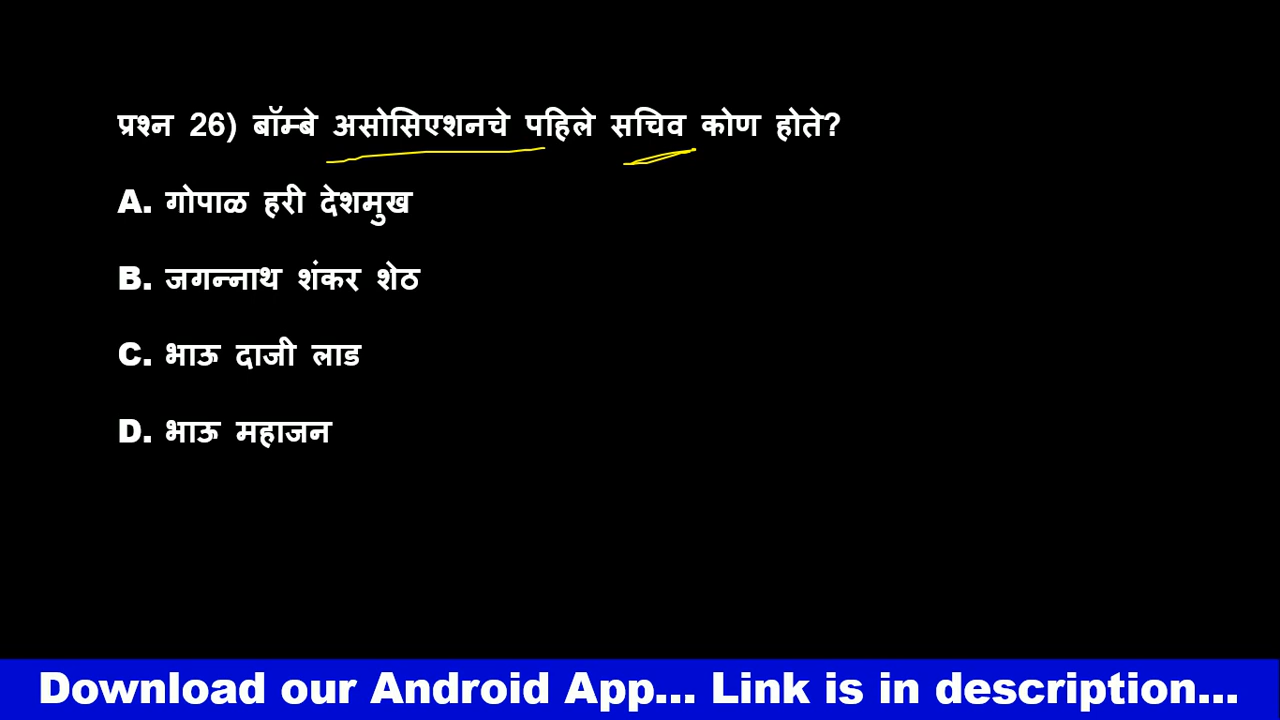 प्रश्न 26) बॉम्बे असोसिएशनचे पहिले सचिव कोण होते?
A. गोपाळ हरी देशमुख
B. जगन्नाथ शंकर शेठ
C. भाऊ दाजी लाड
D. भाऊ महाजन
Download our Android App... Link is in description...